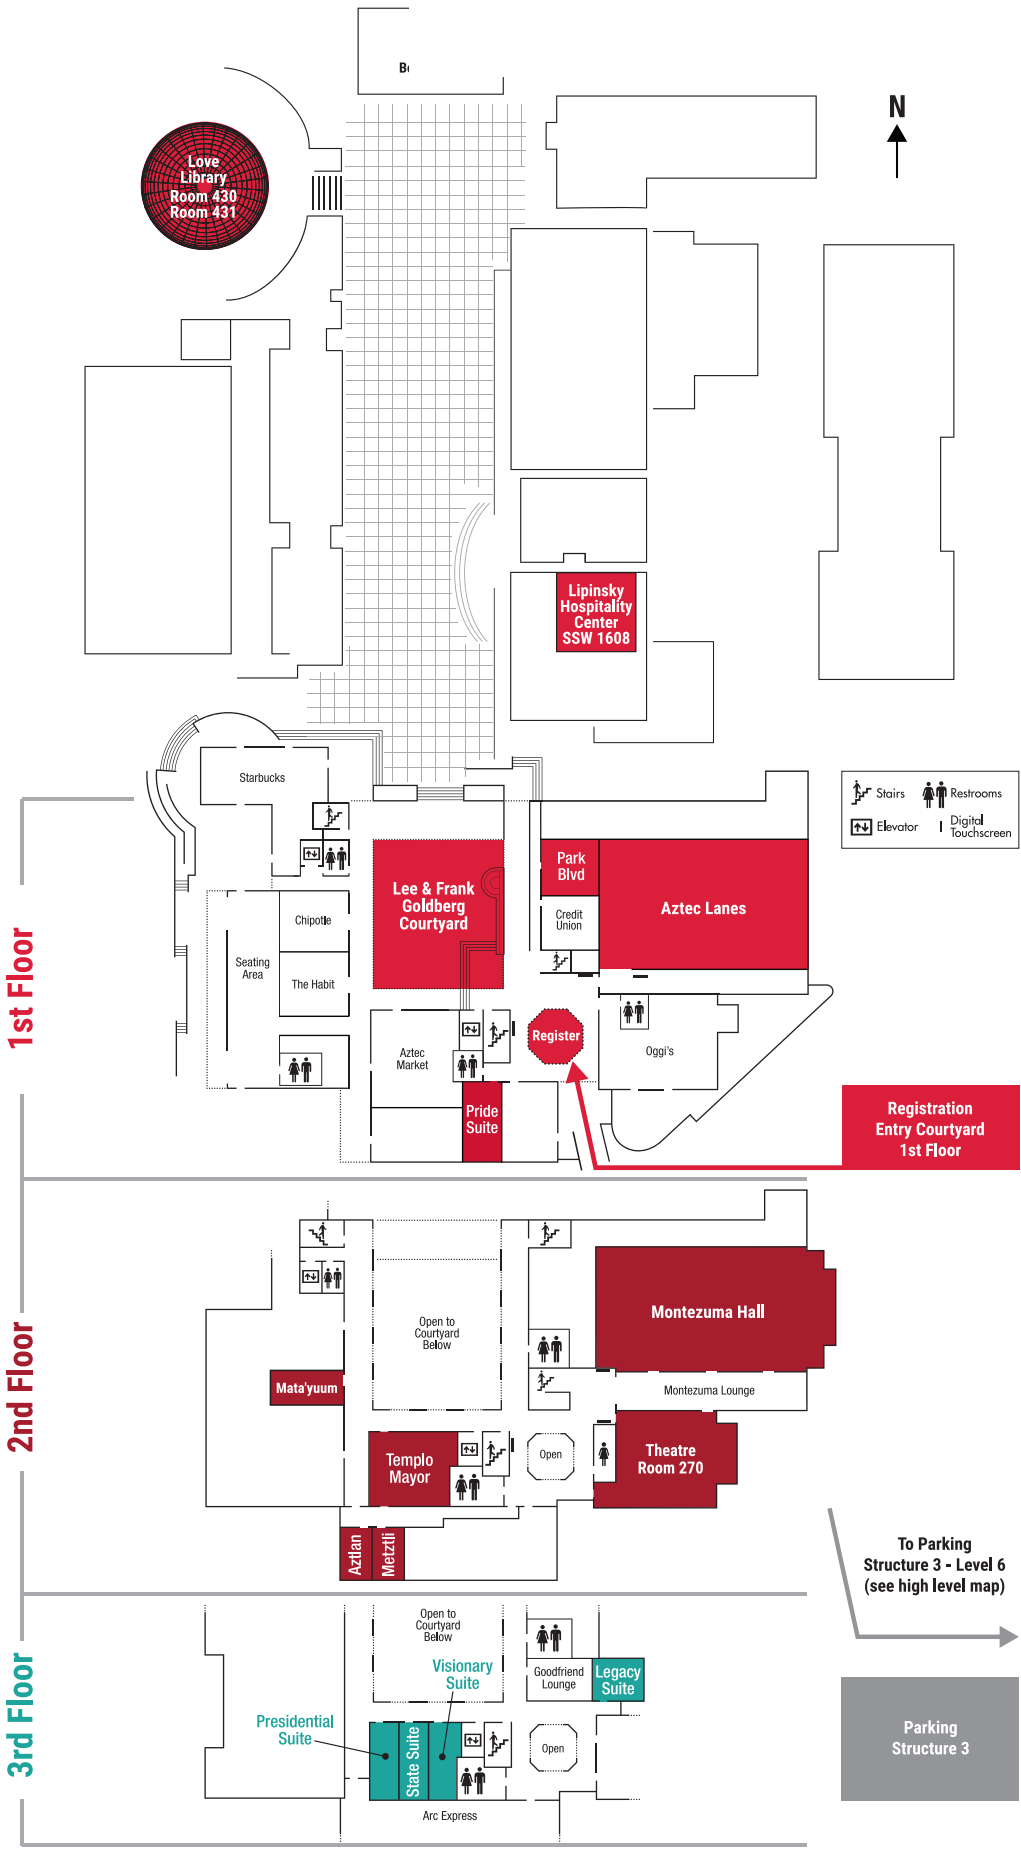 N
Love
Library
Room 430
Room 431
Lipinsky
Hospitality
Center
SSW 1608
Starbucks
Stairs
Restrooms
Elevator
Digital
Touchscreen
1st Floor
Lee & Frank
Goldberg
Courtyard
Park
Blvd
Credit
Union
Aztec Lanes
Chipotle
Seating
Area
The Habit
Aztec
Market
Register
Oggi's
Pride
Suite
Registration
Entry Courtyard
1st Floor
2nd Floor
Open to
Courtyard
Below
Montezuma Hall
Mata'yuum
Montezuma Lounge
Templo
Mayor
Open
Theatre
Room 270
Aztlan
Metztli
To Parking
Structure 3 - Level 6
(see high level map)
3rd Floor
Open to
Courtyard
Below
Visionary
Suite
Goodfriend
Lounge
Legacy
Suite
Presidential
Suite
State Suite
Open
Arc Express
Parking
Structure 3